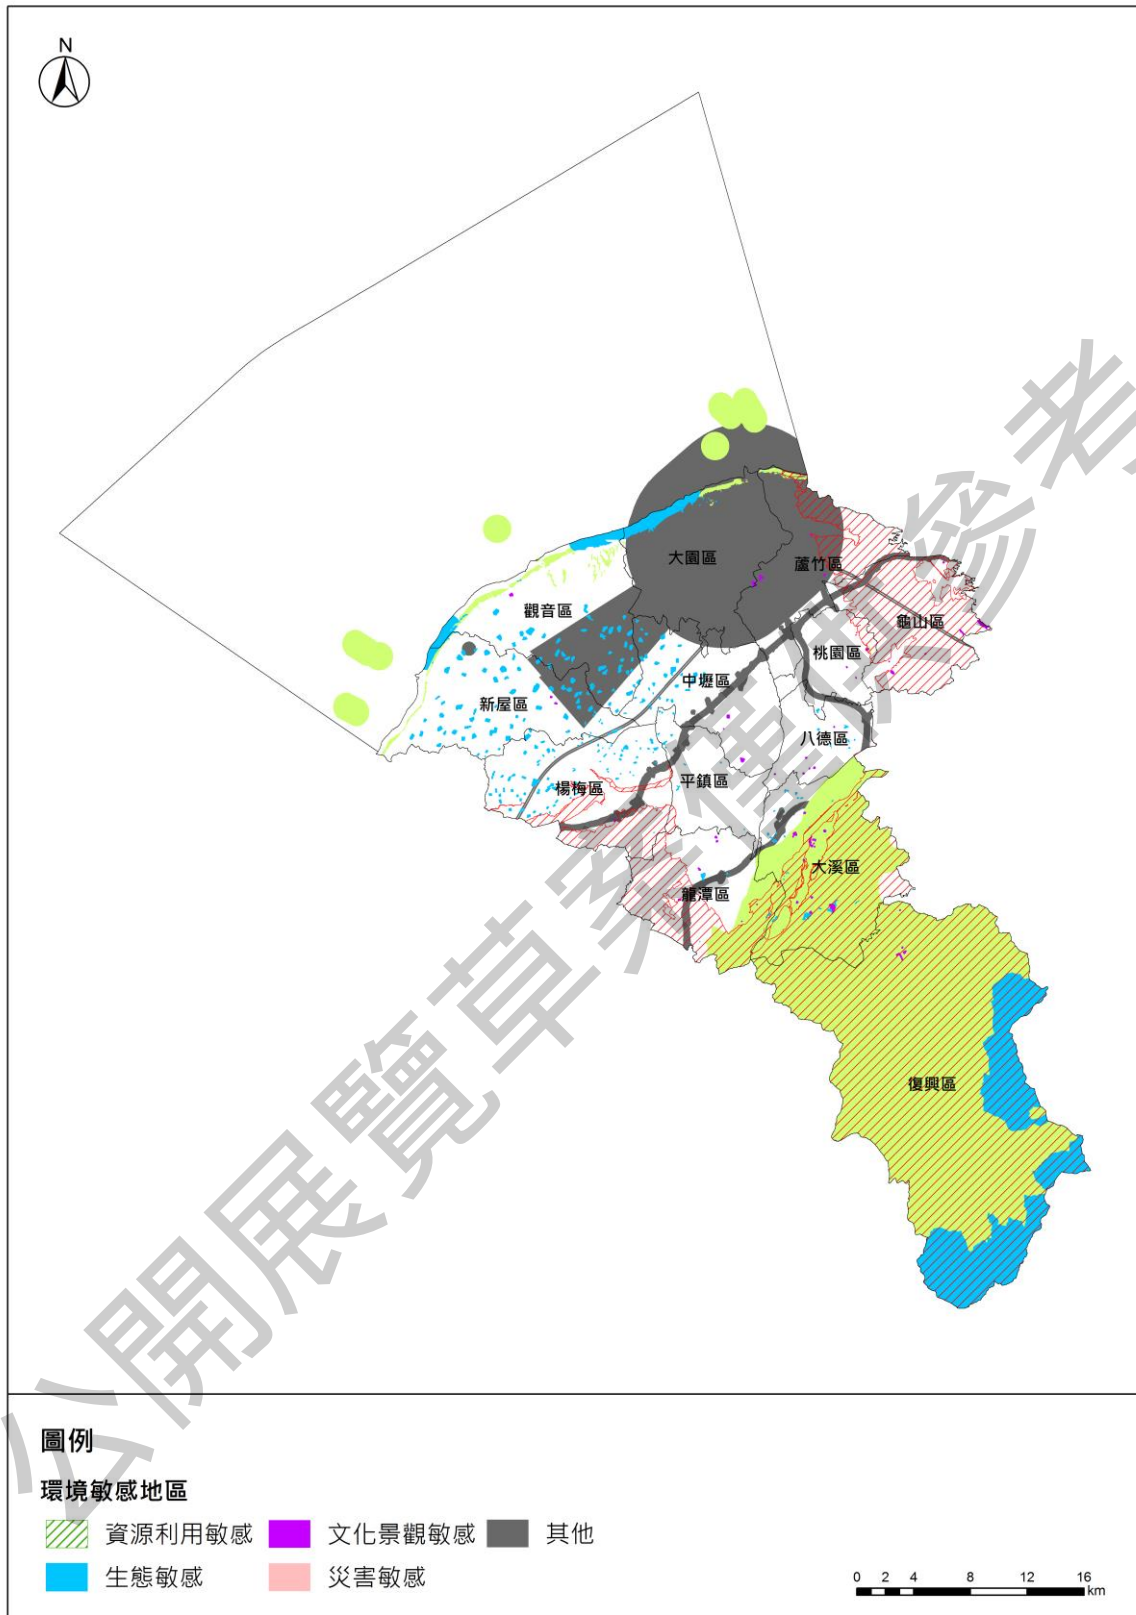 N
大園區
蘆竹區
觀音區
龜山區
桃園區
中壢區
新屋區
八德區
平鎮區
楊梅區
大溪區
龍潭區
復興區
公開展覽草案僅供參考
圖例
環境敏感地區
資源利用敏感
文化景觀敏感
其他
生態敏感
災害敏感
0 2 4 8 12 16
km